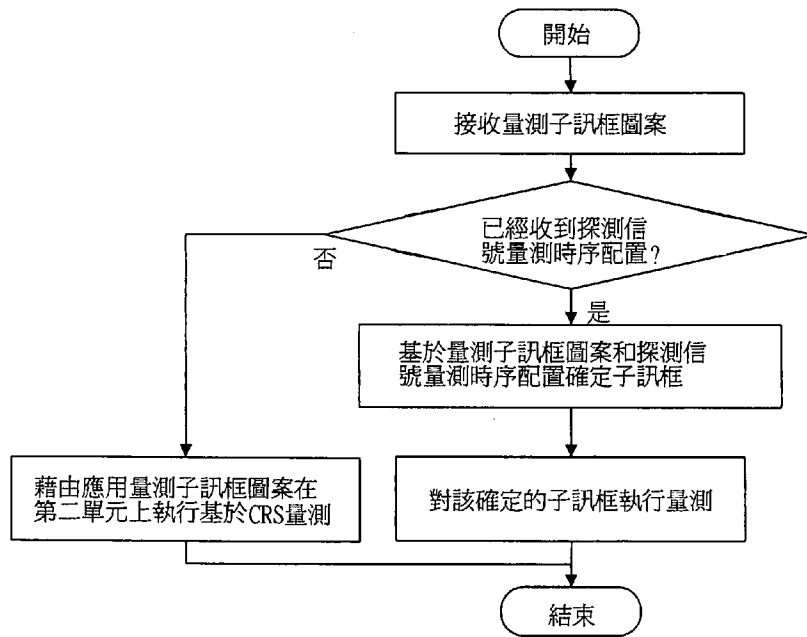 開始
接收量測子訊框圖案
已經收到探測信
號量測時序配置?
否
是
基於量測子訊框圖案和探測信
號量測時序配置確定子訊框
藉由應用量測子訊框圖案在
第二單元上執行基於CRS量測
對該確定的子訊框執行量測
結束